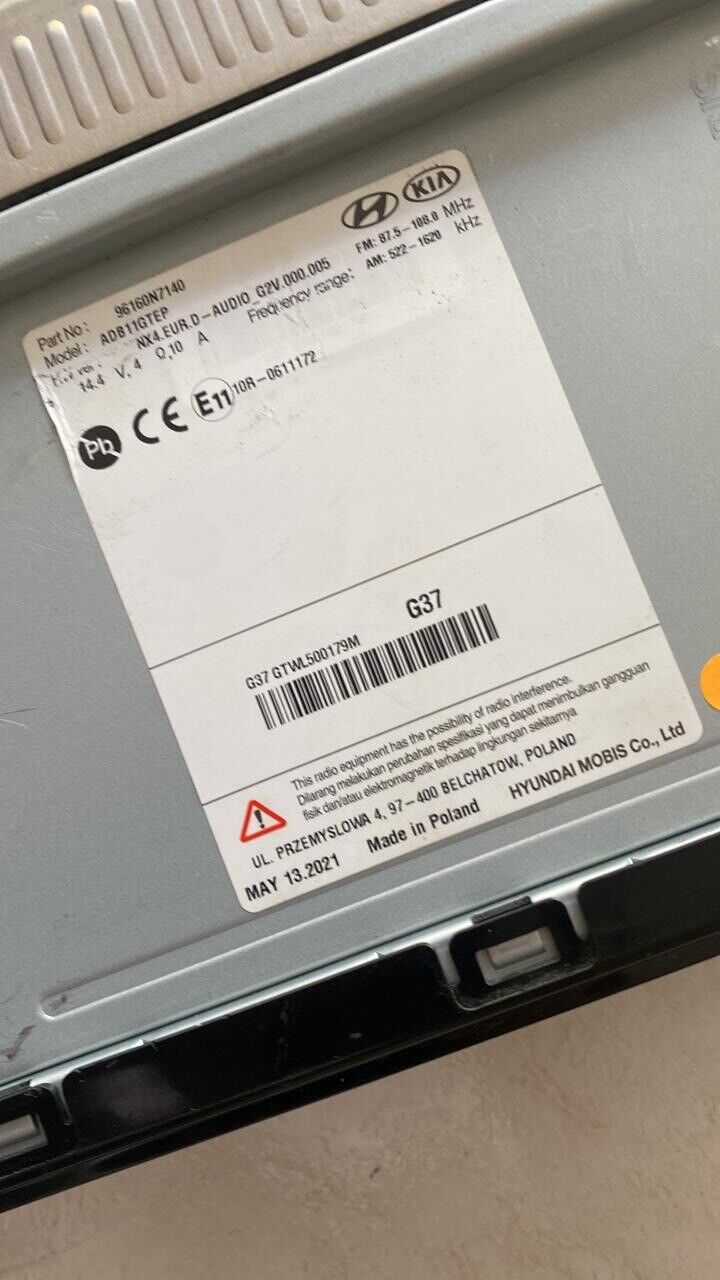 KIA
Part No: 96160N7140
Model: ADB11GTEP
NX4.EUR.D-AUDIO_G2V.000.005
14.4 V, 4 Ω,10 A
Frequency range: FM: 87.5-108.0 MHz
AM: 522-1620 kHz
Pb CE E11 10R-0611172
G37
G37 GTWL500179M
This radio equipment has the possibility of radio interference.
Dilarang melakukan perubahan spesifikasi yang dapat menimbulkan gangguan
fisik dan/atau elektromagnetik terhadap lingkungan sekitarnya
UL. PRZEMYSLOWA 4, 97-400 BELCHATOW, POLAND
MAY 13.2021 Made in Poland HYUNDAI MOBIS Co., Ltd